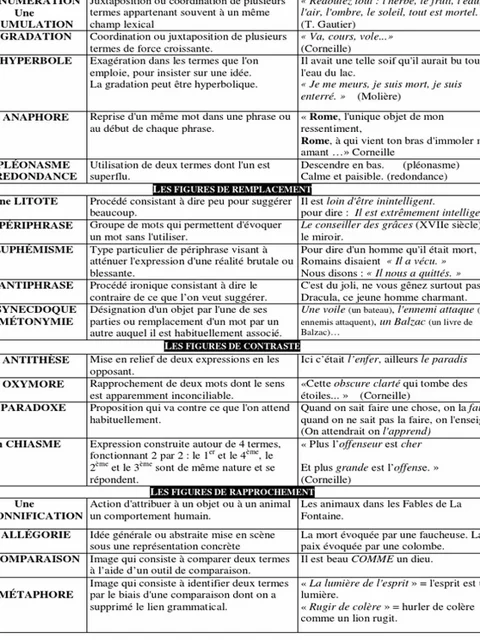 Juxtaposition ou coordination de plusieurs
Une termes appartenant souvent à un même
champ lexical
« Redoutez tout : l'herbe, le fruit, l'eau
l'air, l'ombre, le soleil, tout est mortel.
(T. Gautier)
GRADATION Coordination ou juxtaposition de plusieurs « Va, cours, vole...»
termes de force croissante. (Corneille)
HYPERBOLE Exagération dans les termes que l'on Il avait une telle soif qu'il aurait bu tou
emploie, pour insister sur une idée. l'eau du lac.
La gradation peut être hyperbolique. « Je me meurs, je suis mort, je suis
enterré. » (Molière)
ANAPHORE Reprise d'un même mot dans une phrase ou « Rome, l'unique objet de mon
au début de chaque phrase. ressentiment,
Rome, à qui vient ton bras d'immoler m
amant …» Corneille
PLÉONASME Utilisation de deux termes dont l'un est Descendre en bas. (pléonasme)
REDONDANCE superflu. Calme et paisible. (redondance)
LES FIGURES DE REMPLACEMENT
ne LITOTE Procédé consistant à dire peu pour suggérer Il est loin d'être inintelligent.
beaucoup. pour dire : Il est extrêmement intellige
PÉRIPHRASE Groupe de mots qui permettent d'évoquer Le conseiller des grâces (XVIIe siècle)
un mot sans l'utiliser. le miroir.
EUPHÉMISME Type particulier de périphrase visant à Pour dire d'un homme qu'il était mort,
atténuer l'expression d'une réalité brutale ou Romains disaient « Il a vécu. »
blessante. Nous disons : « Il nous a quittés. »
ANTIPHRASE Procédé ironique consistant à dire le C'est du joli, ne vous gênez surtout pas
contraire de ce que l'on veut suggérer. Dracula, ce jeune homme charmant.
SYNECDOQUE Désignation d'un objet par l'une de ses Une voile (un bateau), l'ennemi attaque (
MÉTONYMIE parties ou remplacement d'un mot par un ennemis attaquent), un Balzac (un livre de
autre auquel il est habituellement associé. Balzac)…
LES FIGURES DE CONTRASTE
ANTITHÈSE Mise en relief de deux expressions en les Ici c'était l'enfer, ailleurs le paradis
opposant.
OXYMORE Rapprochement de deux mots dont le sens «Cette obscure clarté qui tombe des
est apparemment inconciliable. étoiles... » (Corneille)
PARADOXE Proposition qui va contre ce que l'on attend Quand on sait faire une chose, on la fa
habituellement. quand on ne sait pas la faire, on l'enseig
(On attendrait on l'apprend)
CHIASME Expression construite autour de 4 termes, « Plus l'offenseur est cher
fonctionnant 2 par 2 : le 1er et le 4ème, le
2ème et le 3ème sont de même nature et se Et plus grande est l'offense. »
répondent. (Corneille)
LES FIGURES DE RAPPROCHEMENT
Une Action d'attribuer à un objet ou à un animal Les animaux dans les Fables de La
ONNIFICATION un comportement humain. Fontaine.
ALLÉGORIE Idée générale ou abstraite mise en scène La mort évoquée par une faucheuse. La
sous une représentation concrète paix évoquée par une colombe.
OMPARAISON Image qui consiste à comparer deux termes Il est beau COMME un dieu.
à l'aide d'un outil de comparaison.
MÉTAPHORE Image qui consiste à identifier deux termes « La lumière de l'esprit » = l'esprit est u
par le biais d'une comparaison dont on a lumière.
supprimé le lien grammatical. « Rugir de colère » = hurler de colère
comme un lion rugit.